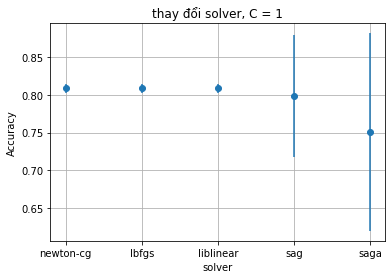 thay đổi solver, C = 1
Accuracy
0.85
0.80
0.75
0.70
0.65
newton-cg lbfgs liblinear sag saga
solver